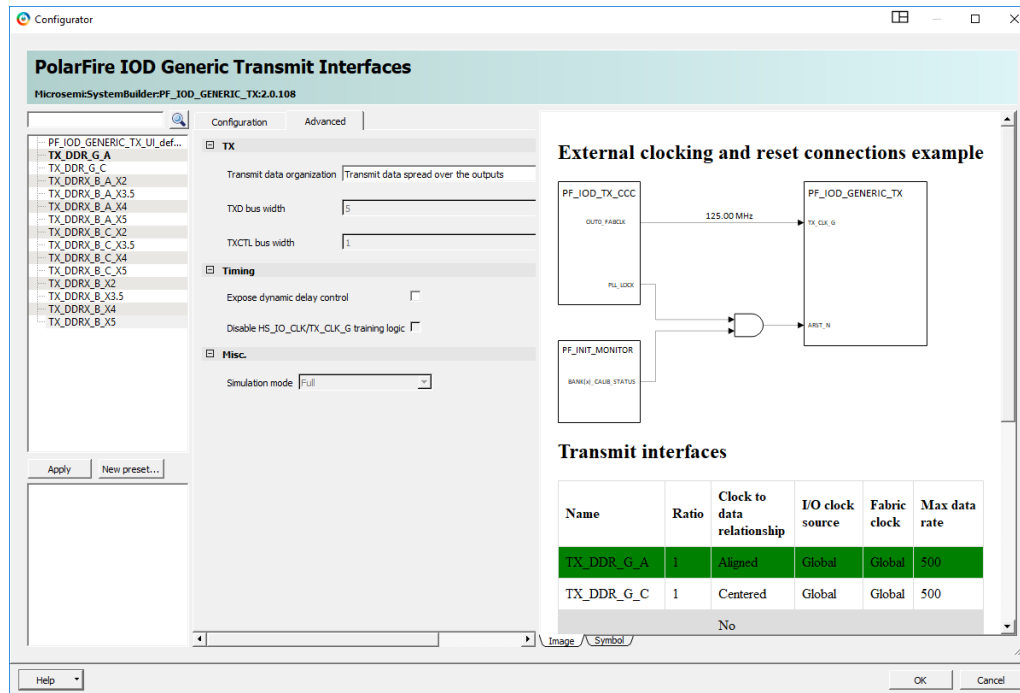 Configurator
PolarFire IOD Generic Transmit Interfaces
Microsemi:SystemBuilder:PF_IOD_GENERIC_TX:2.0.108
PF_IOD_GENERIC_TX_UI_def...
TX_DDR_G_A
TX_DDR_G_C
TX_DDRX_B_A_X2
TX_DDRX_B_A_X3.5
TX_DDRX_B_A_X4
TX_DDRX_B_A_X5
TX_DDRX_B_C_X2
TX_DDRX_B_C_X3.5
TX_DDRX_B_C_X4
TX_DDRX_B_C_X5
TX_DDRX_B_X2
TX_DDRX_B_X3.5
TX_DDRX_B_X4
TX_DDRX_B_X5
Apply New preset...
Configuration Advanced
TX
Transmit data organization Transmit data spread over the outputs
TXD bus width 5
TXCTL bus width 1
Timing
Expose dynamic delay control
Disable HS_IO_CLK/TX_CLK_G training logic
Misc.
Simulation mode Full
External clocking and reset connections example
PF_IOD_TX_CCC PF_IOD_GENERIC_TX
OUT0_FABCLK 125.00 MHz TX_CLK_G
PLL_LOCK
ARST_N
PF_INIT_MONITOR
BANK(x)_CALIB_STATUS
Transmit interfaces
Name Ratio Clock to data relationship I/O clock source Fabric clock Max data rate
TX_DDR_G_A 1 Aligned Global Global 500
TX_DDR_G_C 1 Centered Global Global 500
No
Image Symbol
Help OK Cancel